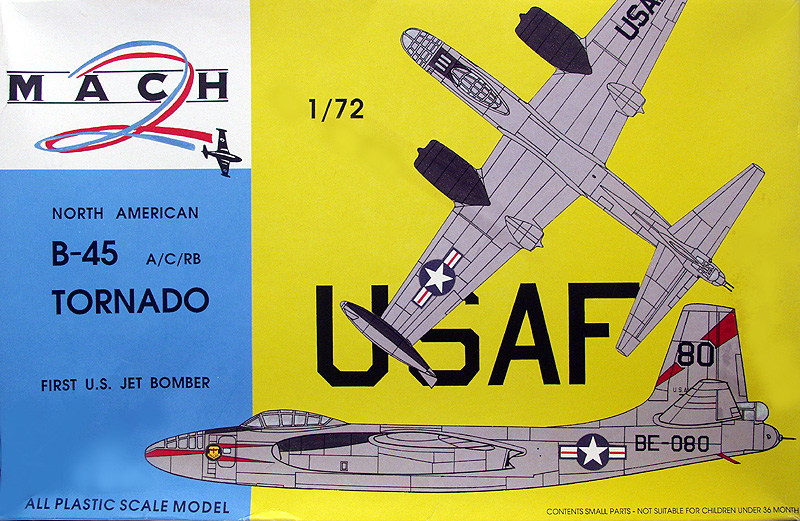 MACH 2
NORTH AMERICAN
B-45 A/C/RB
TORNADO
FIRST U.S. JET BOMBER
ALL PLASTIC SCALE MODEL
1/72
USAF
USAF
80
BE-080
CONTENTS SMALL PARTS - NOT SUITABLE FOR CHILDREN UNDER 36 MONTH